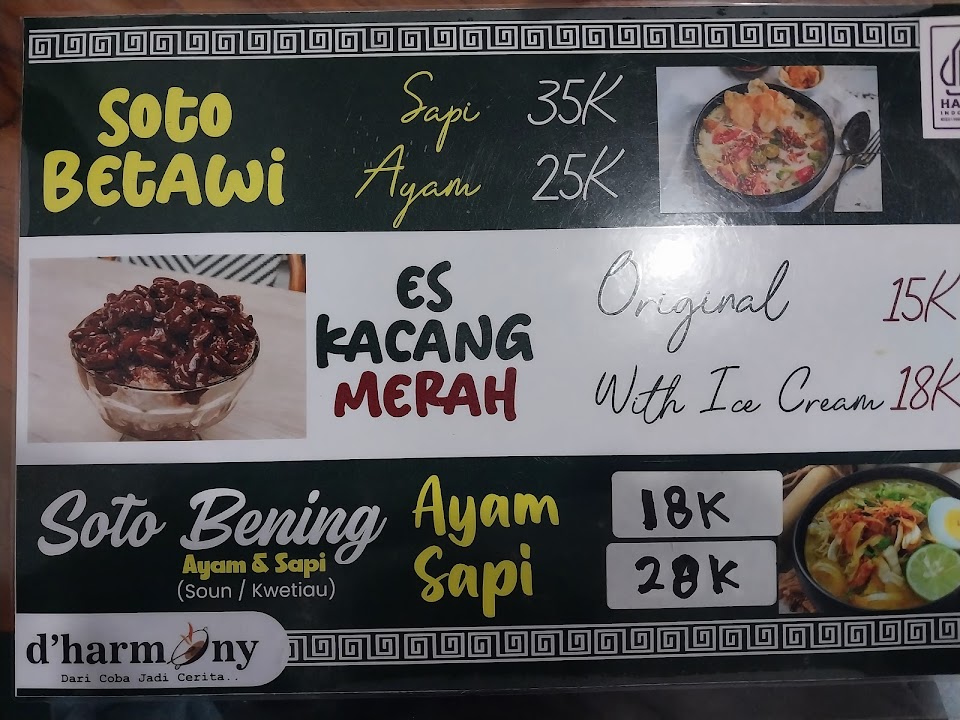 Soto
Betawi
Sapi 35K
Ayam 25K
ES
KACANG
MERAH
Original 15K
With Ice Cream 18K
Soto Bening
Ayam & Sapi
(Soun / Kwetiau)
Ayam 18K
Sapi 28K
d'harmony
Dari Coba Jadi Cerita..